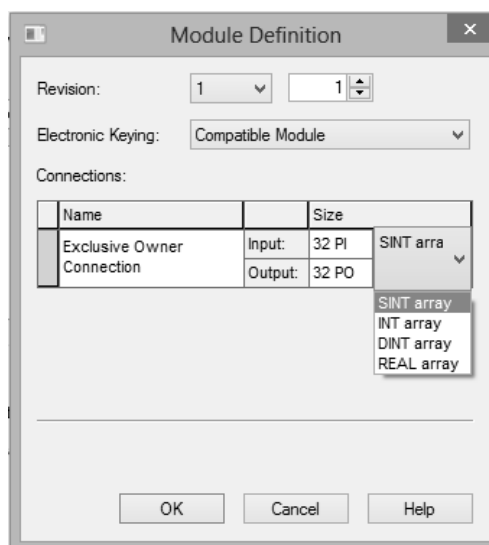 Module Definition
Revision: 1 1
Electronic Keying: Compatible Module
Connections:
Name Size
Exclusive Owner Connection Input: 32 PI SINT arra
Output: 32 PO
SINT array
INT array
DINT array
REAL array
OK Cancel Help